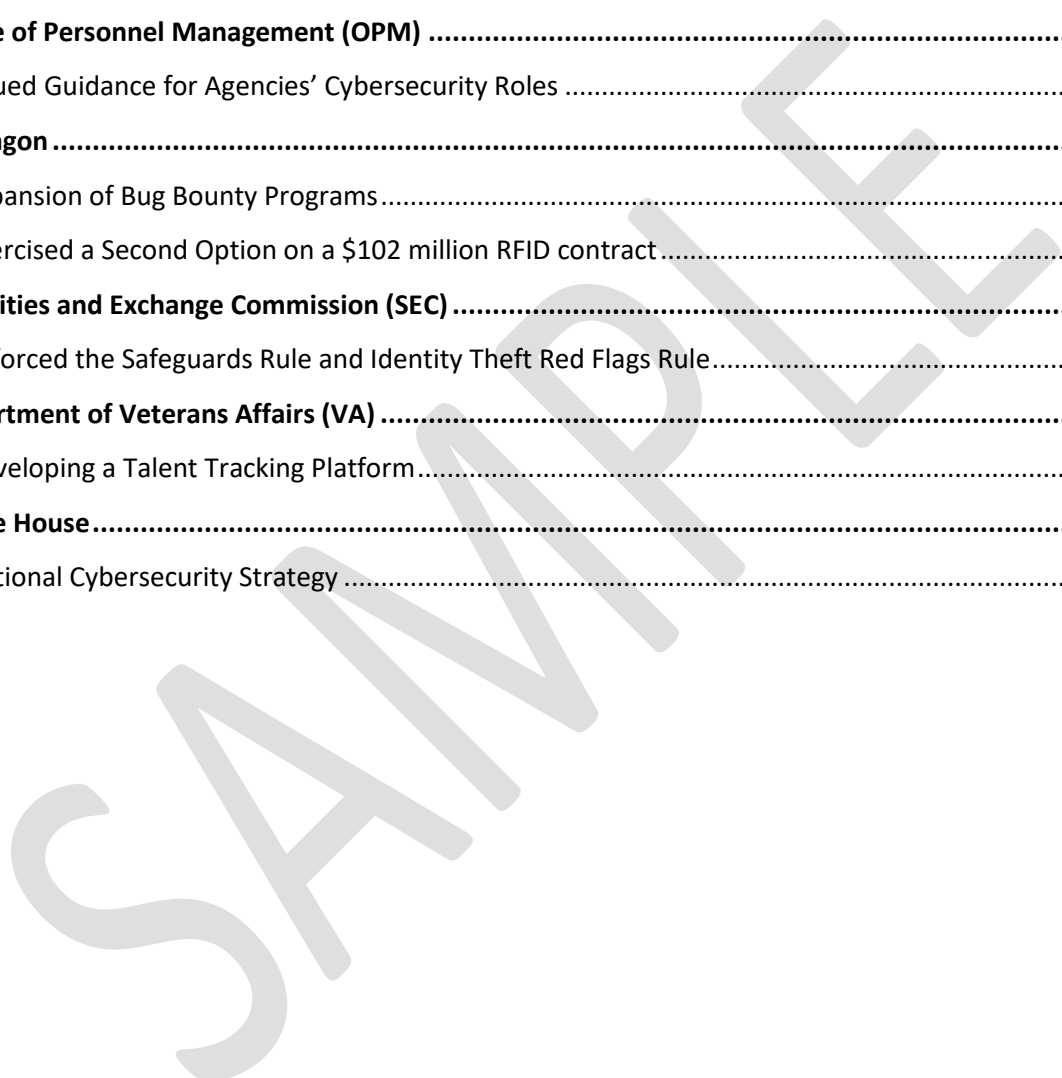 e of Personnel Management (OPM) ........................................................................................
ued Guidance for Agencies’ Cybersecurity Roles ........................................................................
agon ........................................................................................................................................
pansion of Bug Bounty Programs ................................................................................................
ercised a Second Option on a $102 million RFID contract .........................................................
ities and Exchange Commission (SEC) ....................................................................................
forced the Safeguards Rule and Identity Theft Red Flags Rule .................................................
rtment of Veterans Affairs (VA) ...............................................................................................
veloping a Talent Tracking Platform ...........................................................................................
e House ...................................................................................................................................
tional Cybersecurity Strategy ......................................................................................................
SAMPLE